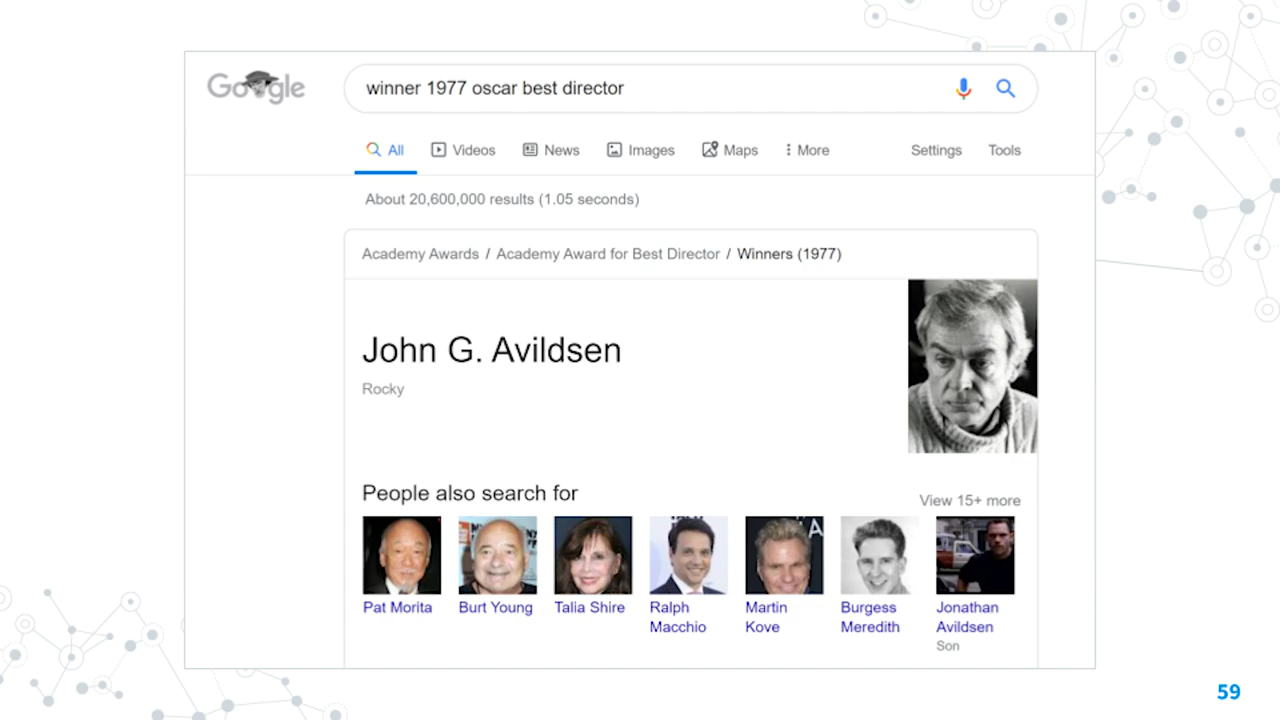 Google
winner 1977 oscar best director
All Videos News Images Maps More Settings Tools
About 20,600,000 results (1.05 seconds)
Academy Awards / Academy Award for Best Director / Winners (1977)
John G. Avildsen
Rocky
People also search for
View 15+ more
Pat Morita
Burt Young
Talia Shire
Ralph
Macchio
Martin
Kove
Burgess
Meredith
Jonathan
Avildsen
Son
59